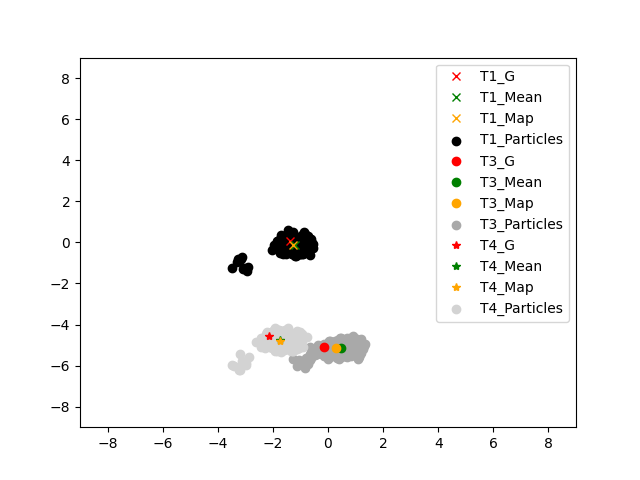 8
6
4
2
0
−2
−4
−6
−8
−8 −6 −4 −2 0 2 4 6 8
T1_G
T1_Mean
T1_Map
T1_Particles
T3_G
T3_Mean
T3_Map
T3_Particles
T4_G
T4_Mean
T4_Map
T4_Particles